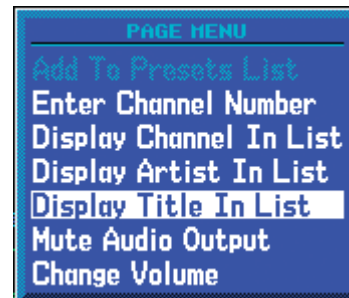 PAGE MENU
Add To Presets List
Enter Channel Number
Display Channel In List
Display Artist In List
Display Title In List
Mute Audio Output
Change Volume